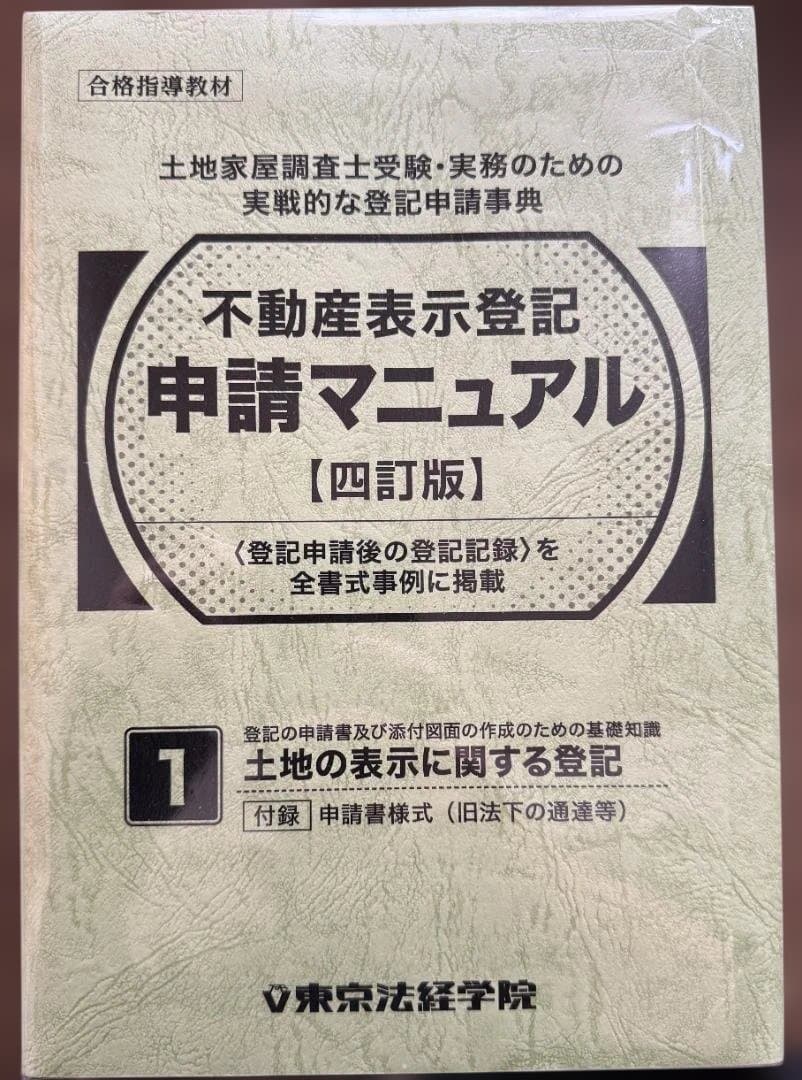 合格指導教材
土地家屋調査士受験・実務のための
実戦的な登記申請事典
不動産表示登記
申請マニュアル
【四訂版】
〈登記申請後の登記記録〉を
全書式事例に掲載
1
登記の申請書及び添付図面の作成のための基礎知識
土地の表示に関する登記
付録 申請書様式（旧法下の通達等）
東京法経学院